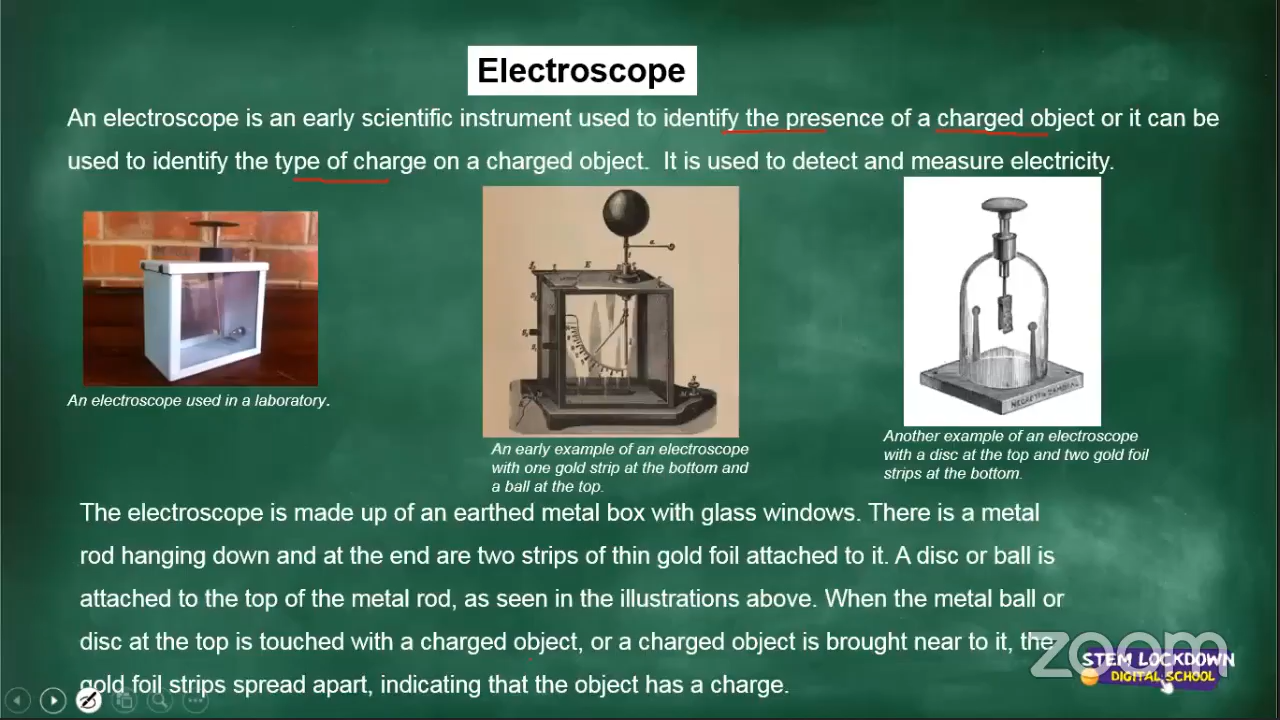 Electroscope
An electroscope is an early scientific instrument used to identify the presence of a charged object or it can be
used to identify the type of charge on a charged object. It is used to detect and measure electricity.
An electroscope used in a laboratory.
An early example of an electroscope
with one gold strip at the bottom and
a ball at the top.
Another example of an electroscope
with a disc at the top and two gold foil
strips at the bottom.
The electroscope is made up of an earthed metal box with glass windows. There is a metal
rod hanging down and at the end are two strips of thin gold foil attached to it. A disc or ball is
attached to the top of the metal rod, as seen in the illustrations above. When the metal ball or
disc at the top is touched with a charged object, or a charged object is brought near to it, the
gold foil strips spread apart, indicating that the object has a charge.
zoom
STEM LOCKDOWN
DIGITAL SCHOOL